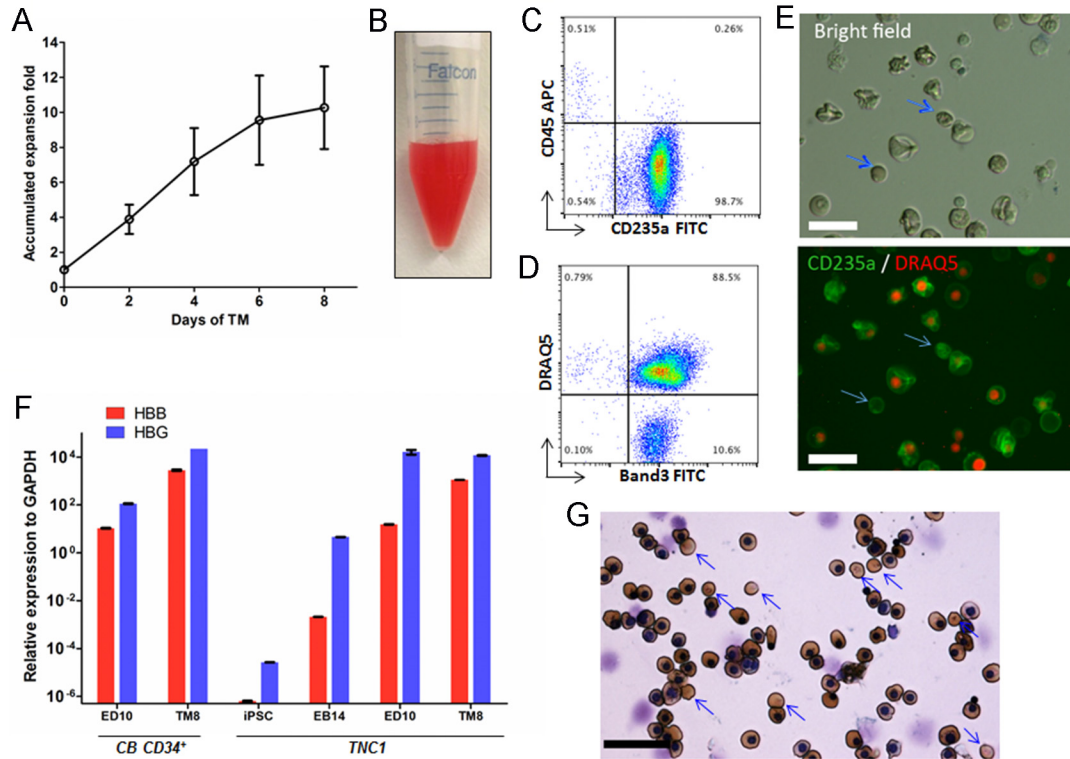 A
Accumulated expansion fold
14
12
10
8
6
4
2
0
0 2 4 6 8
Days of TM
B
Falcon
C
CD45 APC
0.51% 0.26%
0.54% 98.7%
CD235a FITC
D
DRAQ5
0.79% 88.5%
0.10% 10.6%
Band3 FITC
E
Bright field
CD235a / DRAQ5
F
HBB
HBG
Relative expression to GAPDH
10⁴
10²
10⁰
10⁻²
10⁻⁴
10⁻⁶
ED10 TM8 iPSC EB14 ED10 TM8
CB CD34⁺ TNC1
G